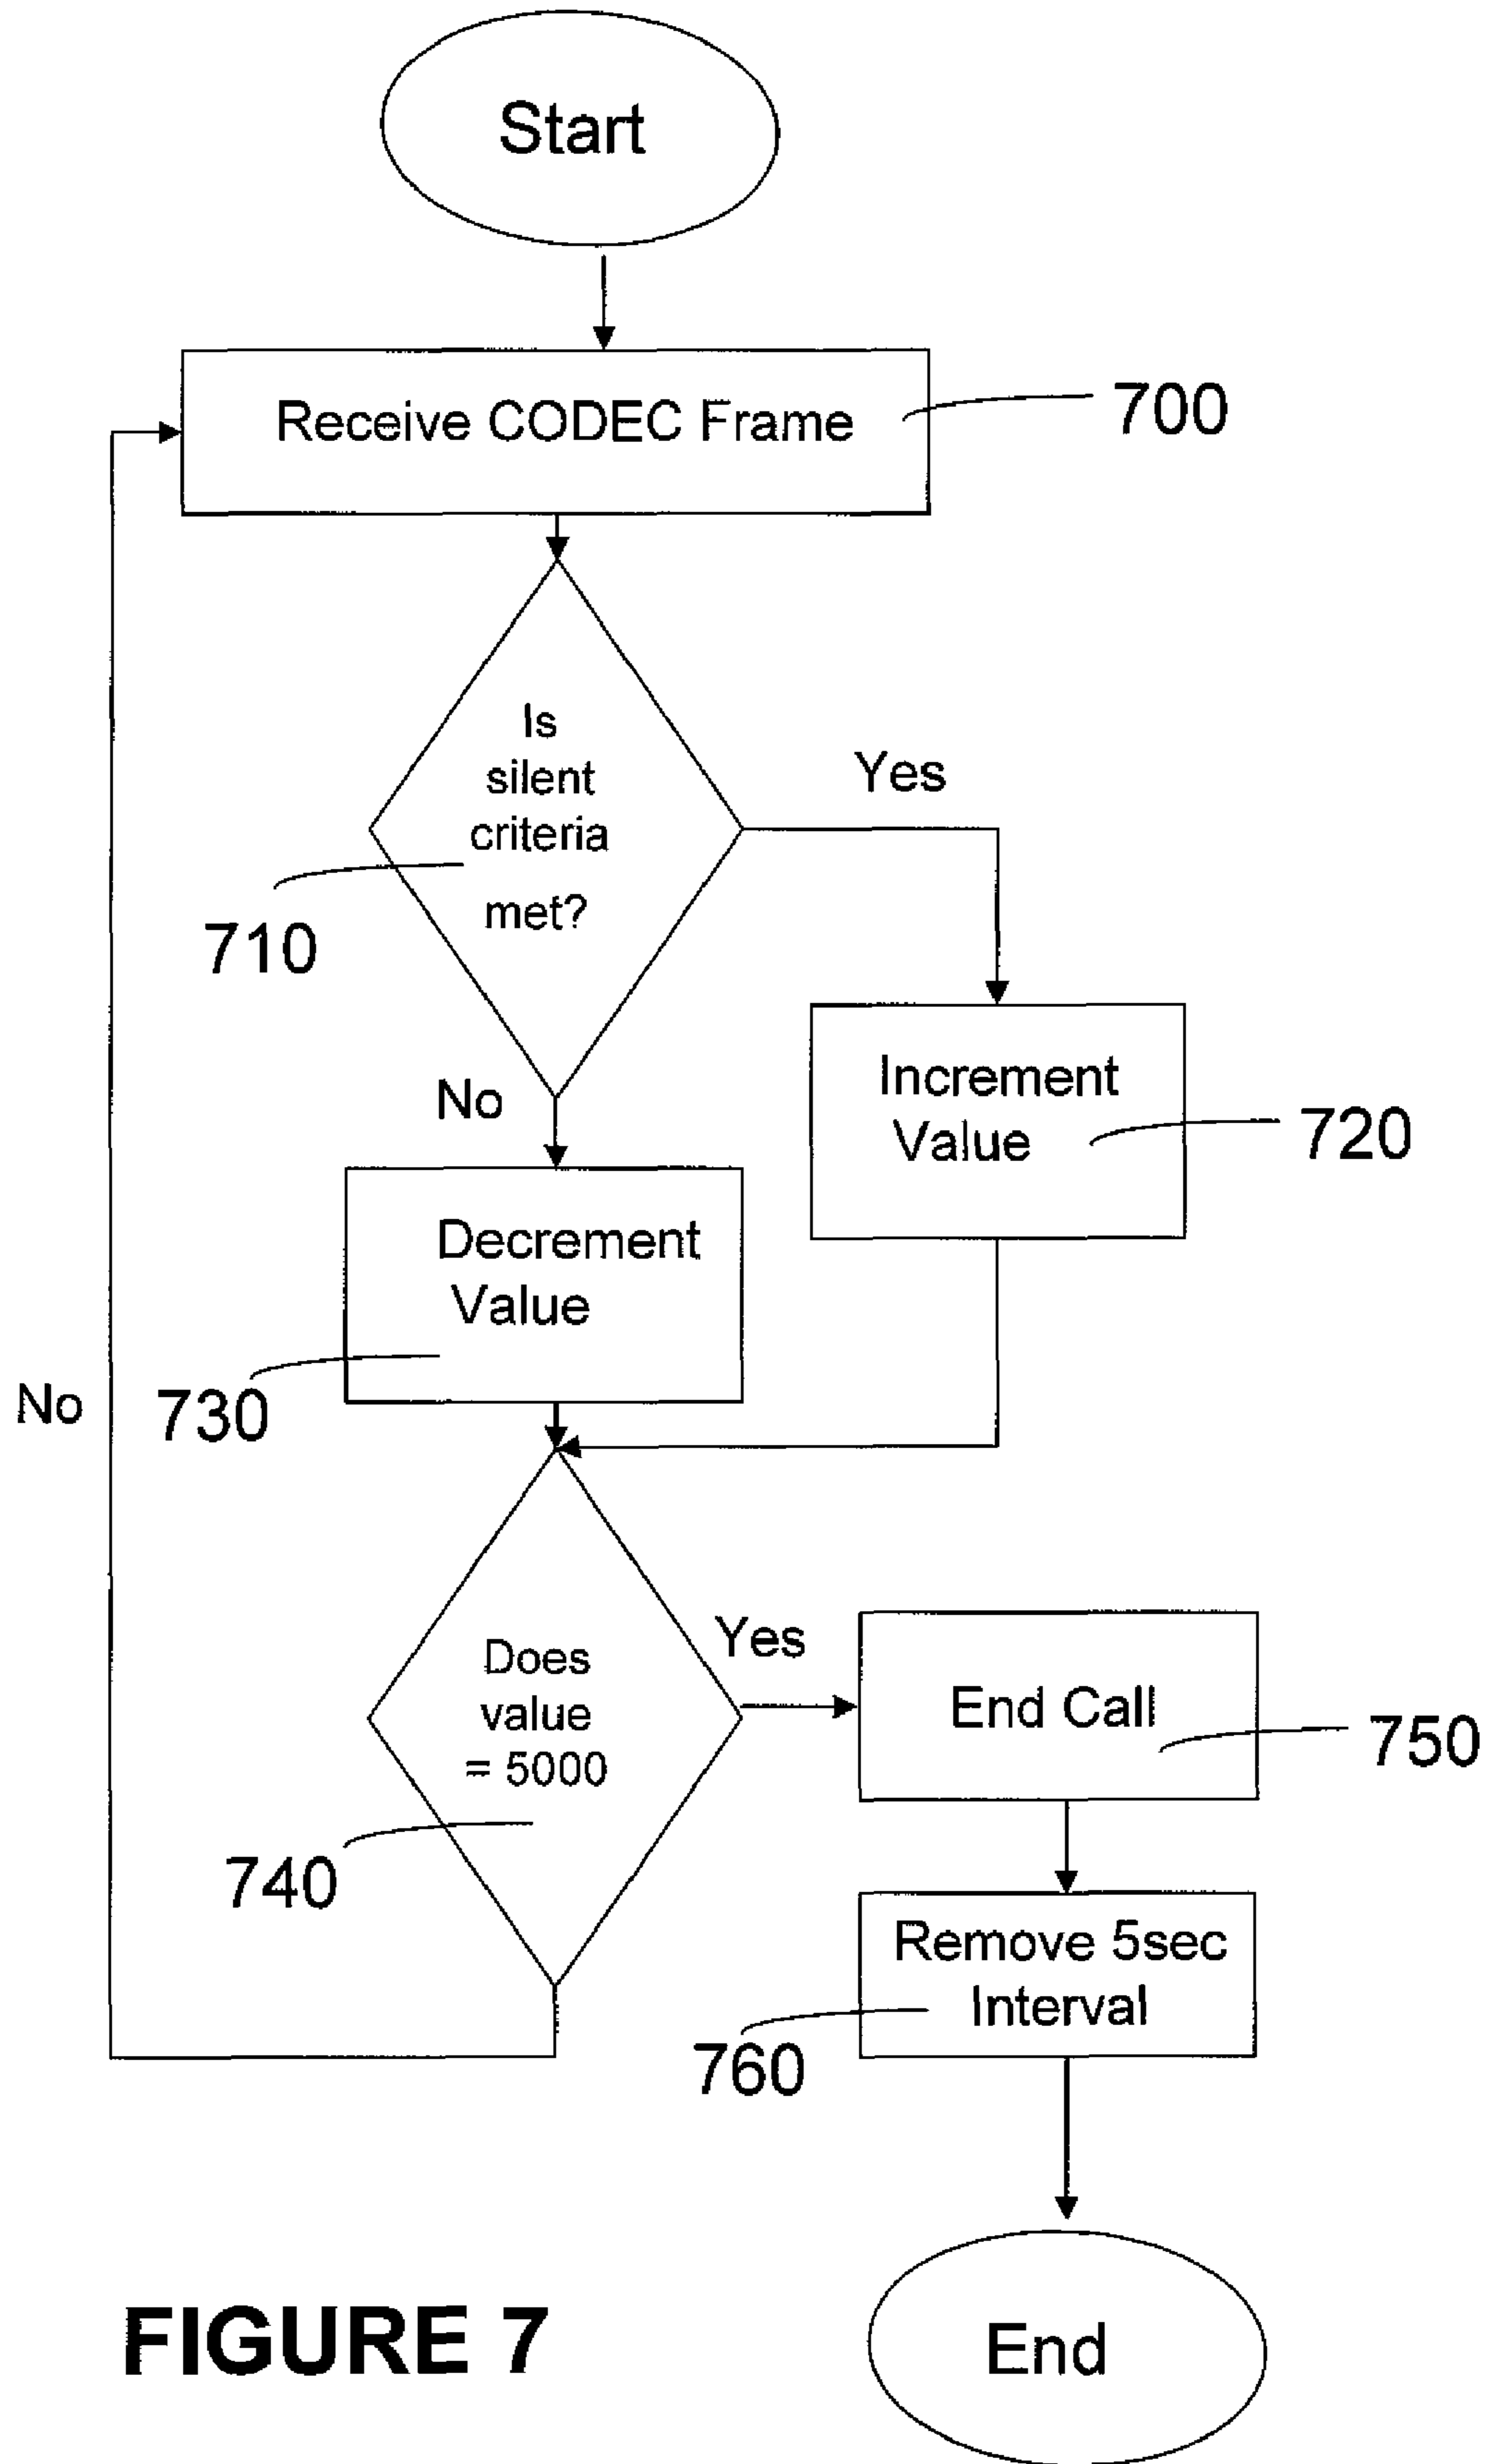 Start
Receive CODEC Frame
700
Is
silent
criteria
met?
Yes
710
No
Increment
Value
720
Decrement
Value
730
No
Does
value
= 5000
Yes
740
End Call
750
Remove 5sec
Interval
760
End
FIGURE 7